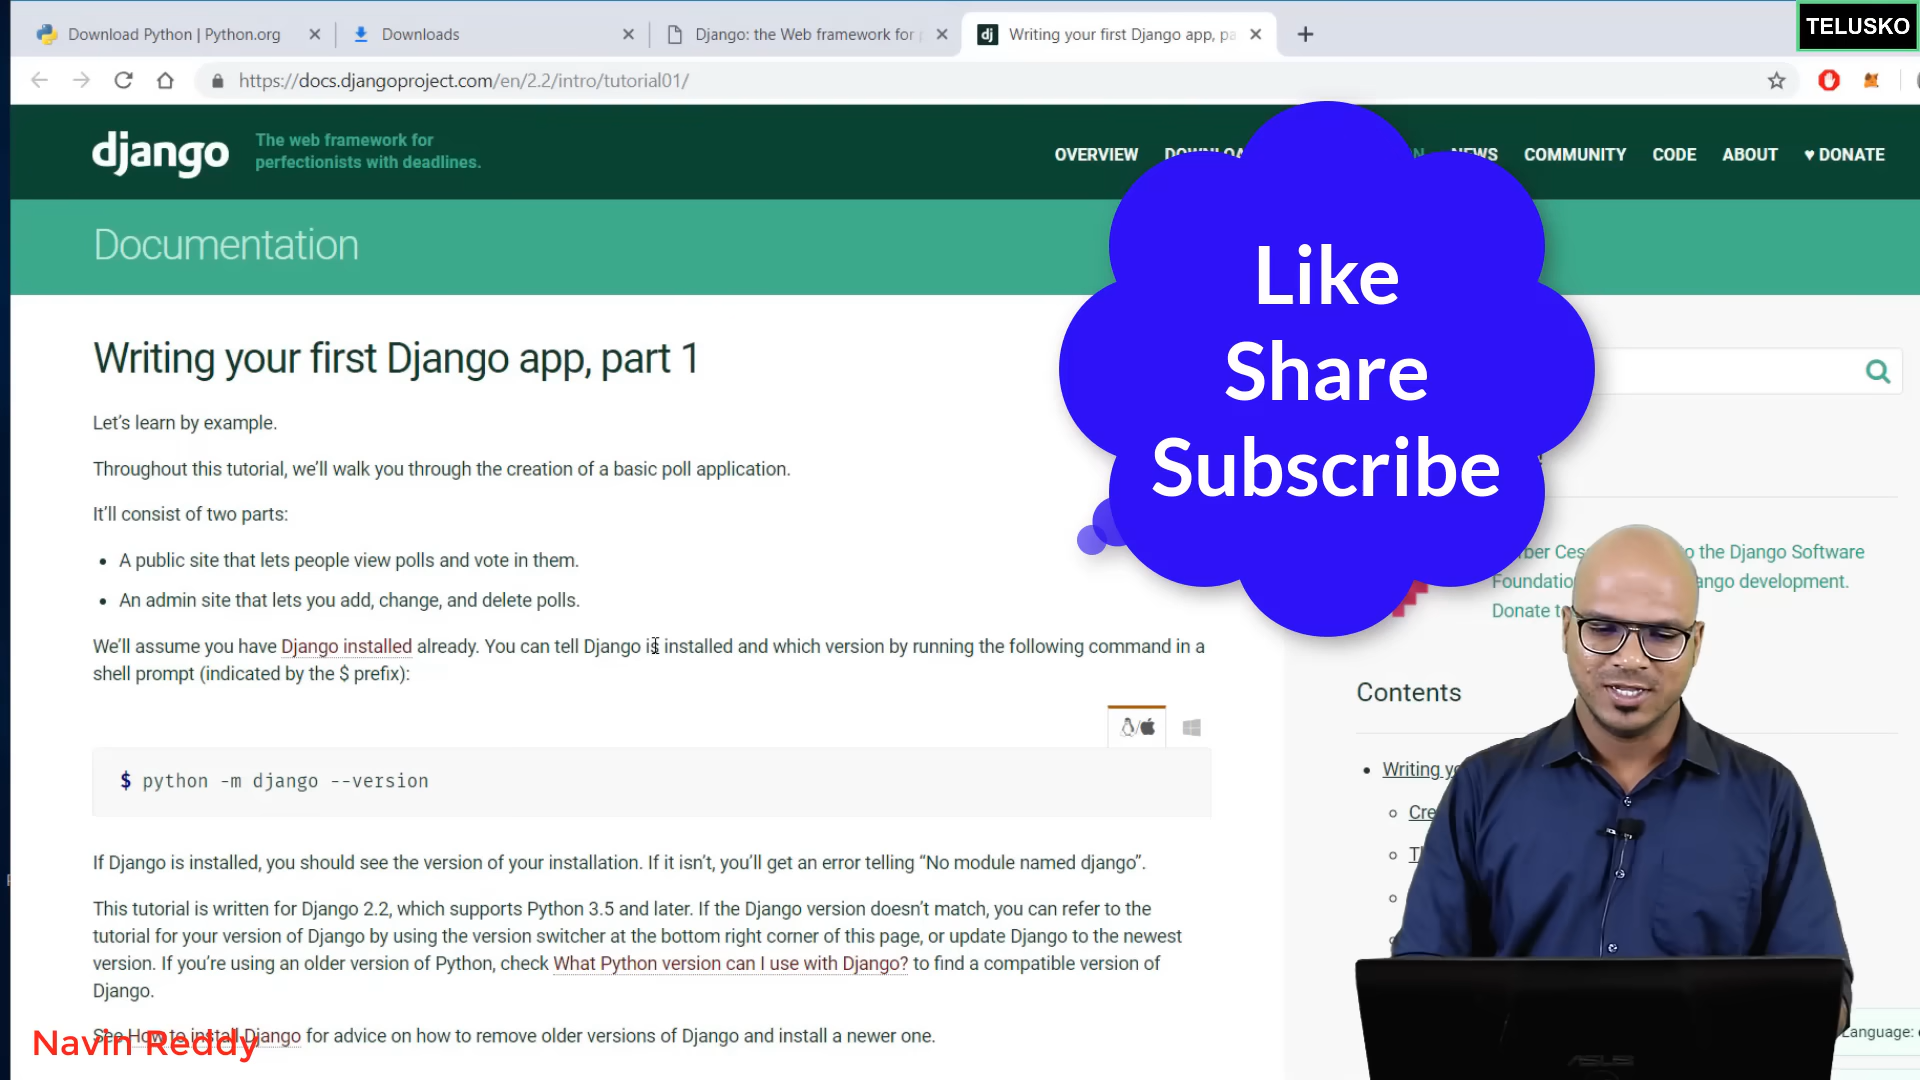 Download Python | Python.org
Downloads
Django: the Web framework for
Writing your first Django app, pa
TELUSKO
https://docs.djangoproject.com/en/2.2/intro/tutorial01/
django
The web framework for
perfectionists with deadlines.
OVERVIEW
NEWS
COMMUNITY
CODE
ABOUT
♥ DONATE
Documentation
Like
Share
Subscribe
Writing your first Django app, part 1
Let's learn by example.
Throughout this tutorial, we'll walk you through the creation of a basic poll application.
It'll consist of two parts:
• A public site that lets people view polls and vote in them.
• An admin site that lets you add, change, and delete polls.
We'll assume you have Django installed already. You can tell Django is installed and which version by running the following command in a
shell prompt (indicated by the $ prefix):
$ python -m django --version
If Django is installed, you should see the version of your installation. If it isn't, you'll get an error telling “No module named django”.
This tutorial is written for Django 2.2, which supports Python 3.5 and later. If the Django version doesn't match, you can refer to the
tutorial for your version of Django by using the version switcher at the bottom right corner of this page, or update Django to the newest
version. If you're using an older version of Python, check What Python version can I use with Django? to find a compatible version of
Django.
See How to install Django for advice on how to remove older versions of Django and install a newer one.
Navin Reddy
the Django Software
Foundation
development.
Donate
Contents
Writing
Language:
ASUS